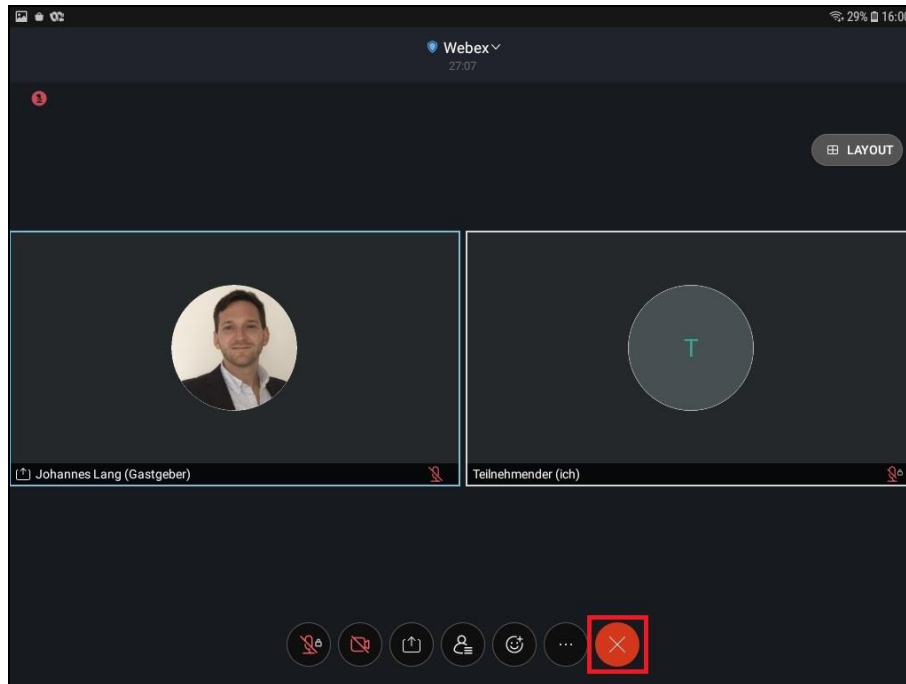 29% 16:00
Webex
27:07
LAYOUT
T
Johannes Lang (Gastgeber)
Teilnehmender (ich)